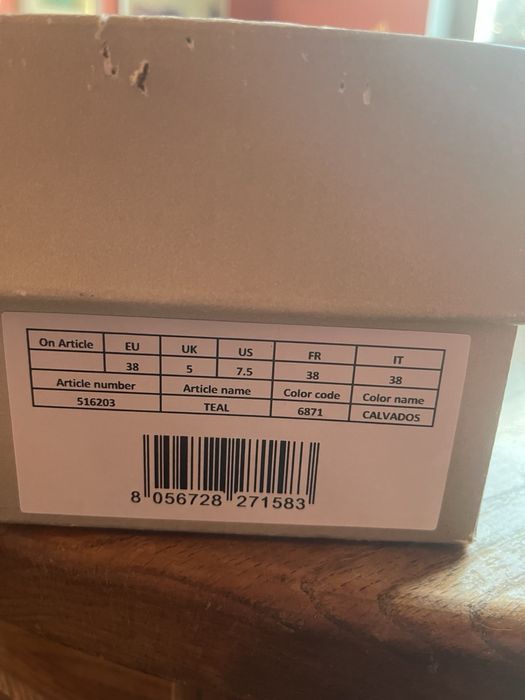 On Article EU UK US FR IT
38 5 7.5 38 38
Article number Article name Color code Color name
516203 TEAL 6871 CALVADOS
8 056728 271583